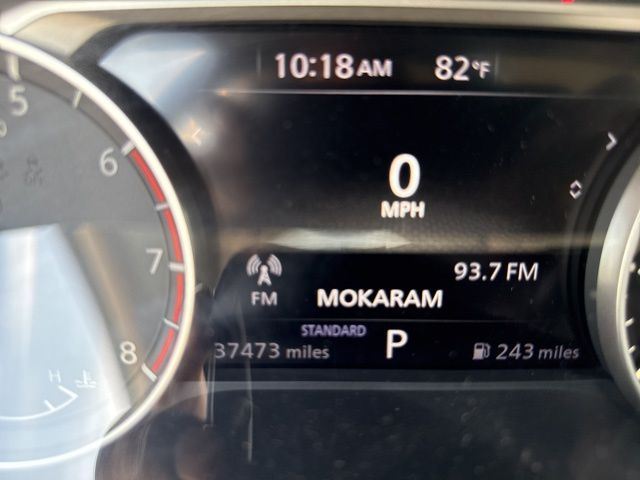 10:18 AM 82°F
5
6
7
8
0
MPH
93.7 FM
FM MOKARAM
STANDARD
37473 miles P 243 miles
H